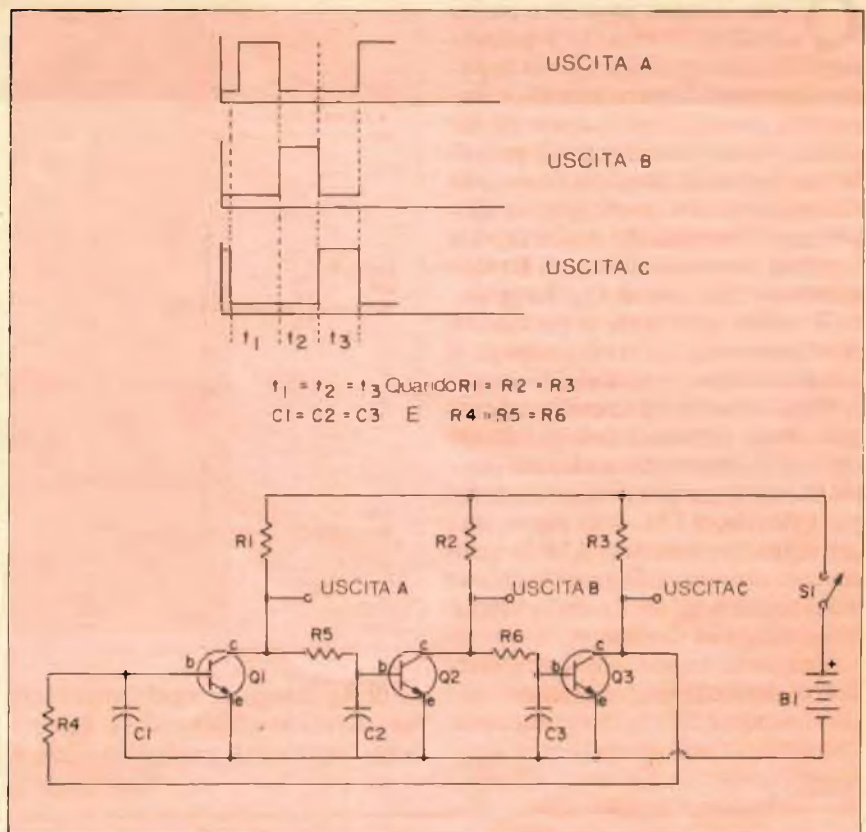 USCITA A
USCITA B
USCITA C
t1 t2 t3
t1 = t2 = t3 Quando R1 = R2 = R3
C1 = C2 = C3 E R4 = R5 = R6
R1 R2 R3
USCITA A USCITA B USCITA C S1
R5 R6
c c c
b Q1 b Q2 b Q3
e e e
+
B1
R4 C1 C2 C3